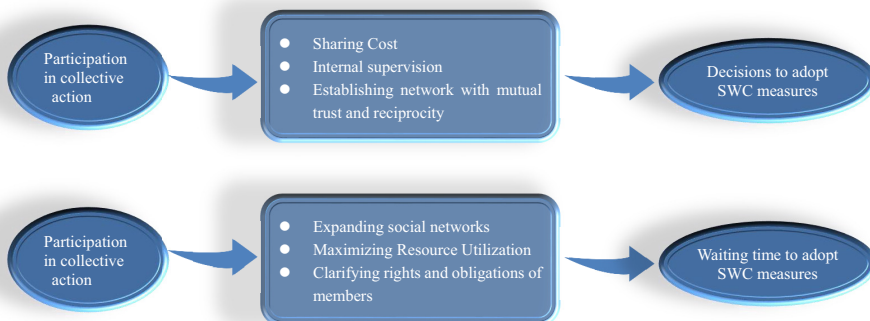 Participation
in collective
action
● Sharing Cost
● Internal supervision
● Establishing network with mutual
trust and reciprocity
Decisions to adopt
SWC measures
Participation
in collective
action
● Expanding social networks
● Maximizing Resource Utilization
● Clarifying rights and obligations of
members
Waiting time to adopt
SWC measures